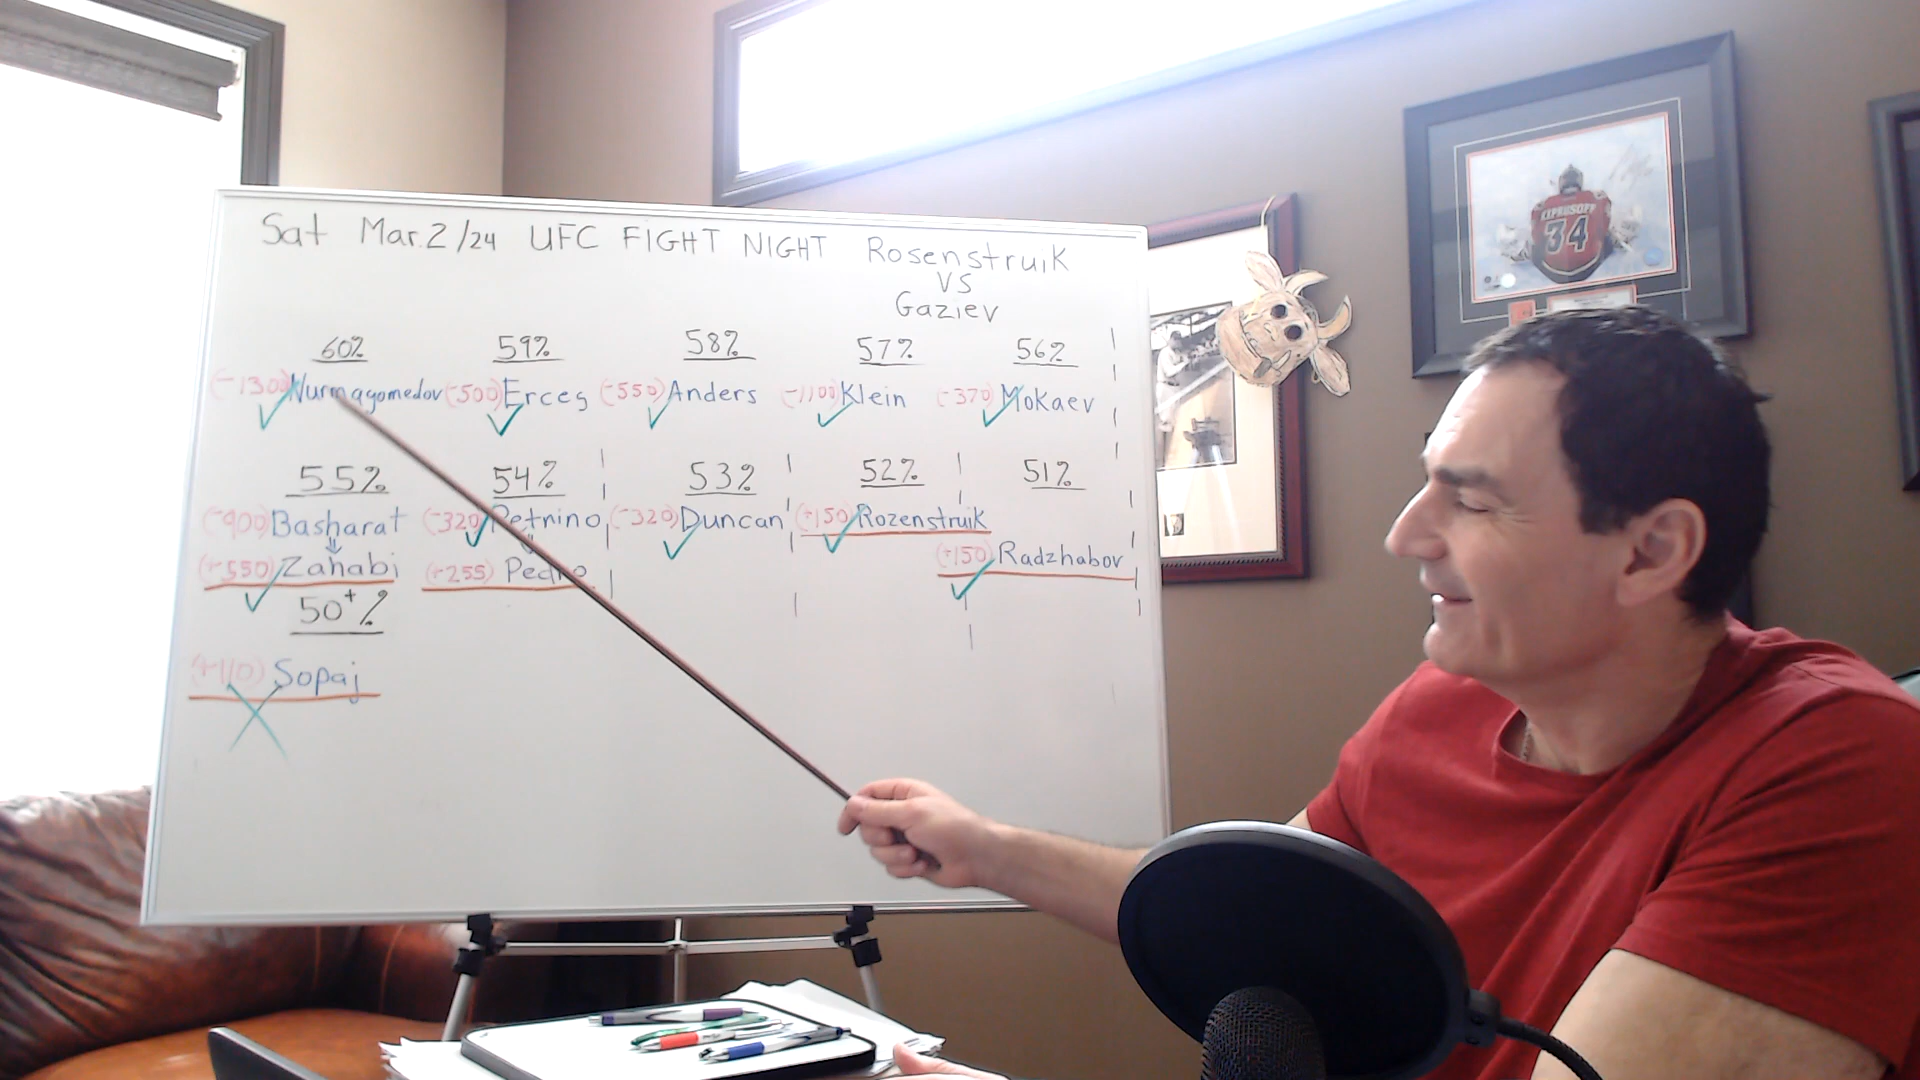 Sat Mar. 2/24 UFC FIGHT NIGHT Rosenstruik
VS
Gaziev
60% 59% 58% 57% 56%
(-1300) Nurmagomedov (-500) Erceg (-550) Anders (-1100) Klein (-370) Mokaev
55% 54% 53% 52% 51%
(-900) Basharat (-320) Petrino (-320) Duncan (+150) Rozenstruik
(+150) Radzhabov
(+550) Zahabi (+255) Pedro
50+%
(+110) Sopaj
KIPRUSOFF
34